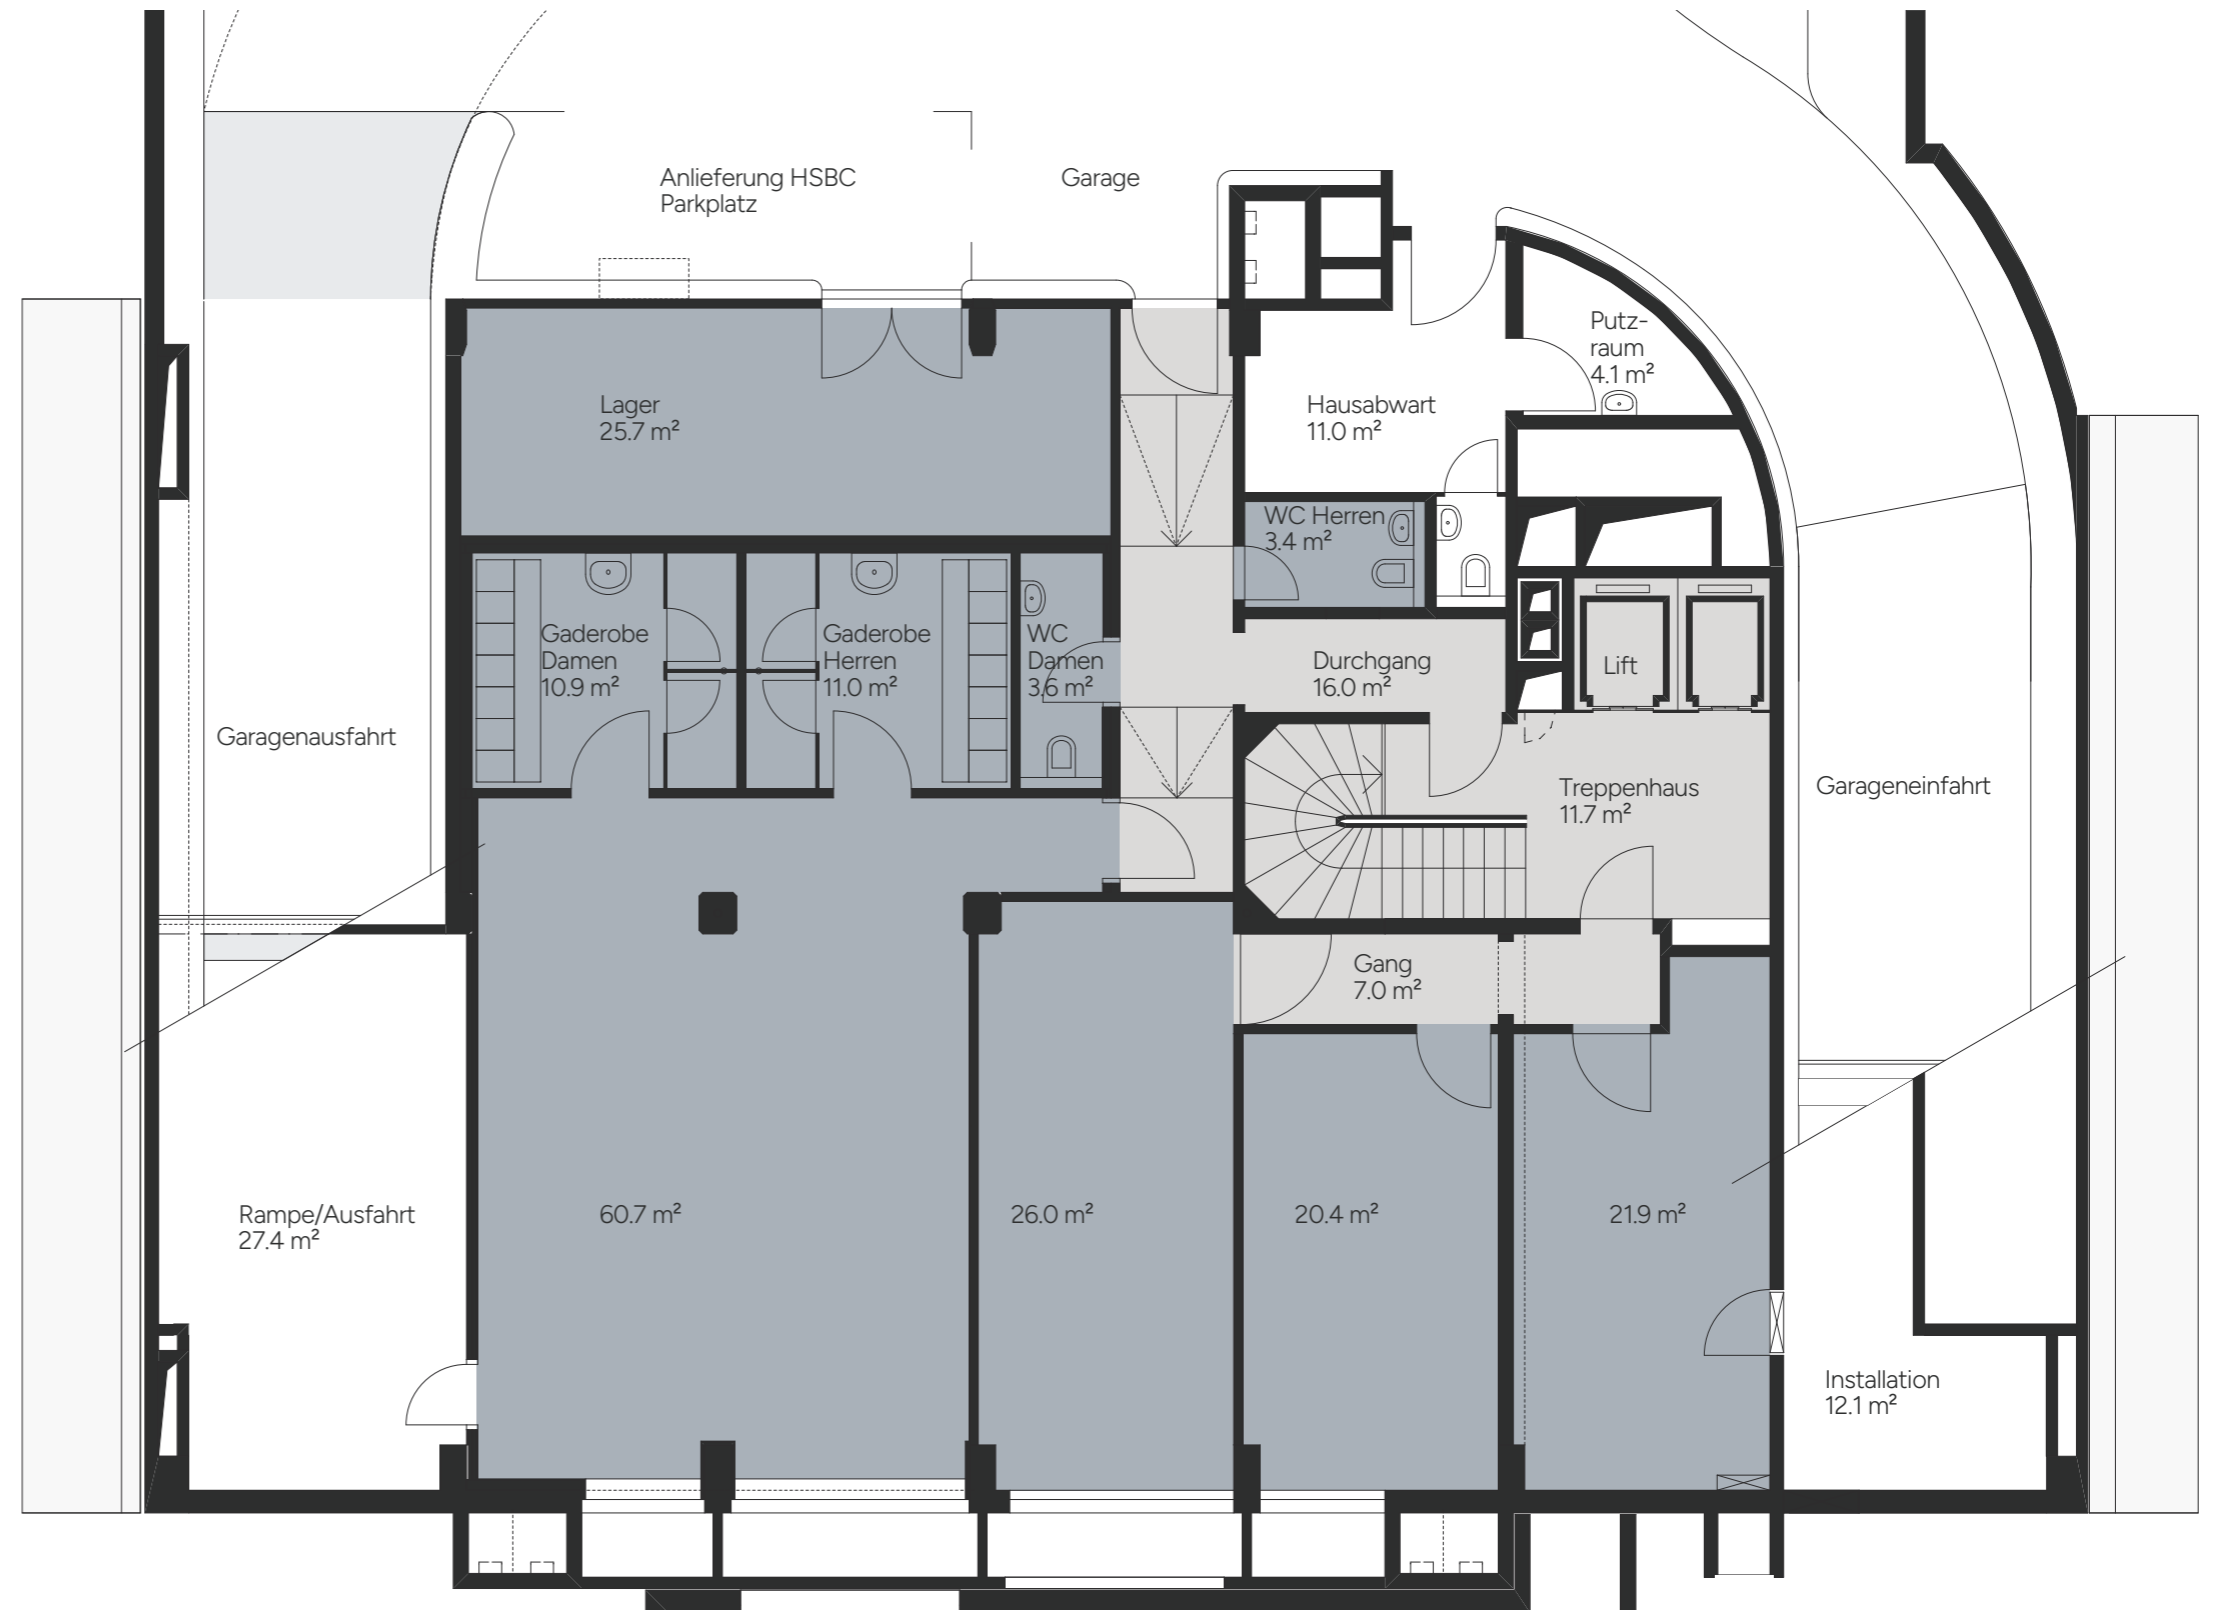 Anlieferung HSBC
Parkplatz
Garage
Putz-
raum
4.1 m²
Lager
25.7 m²
Hausabwart
11.0 m²
WC Herren
3.4 m²
Gaderobe
Damen
10.9 m²
Gaderobe
Herren
11.0 m²
WC
Damen
3.6 m²
Durchgang
16.0 m²
Lift
Garagenausfahrt
Treppenhaus
11.7 m²
Garageneinfahrt
Gang
7.0 m²
Rampe/Ausfahrt
27.4 m²
60.7 m²
26.0 m²
20.4 m²
21.9 m²
Installation
12.1 m²